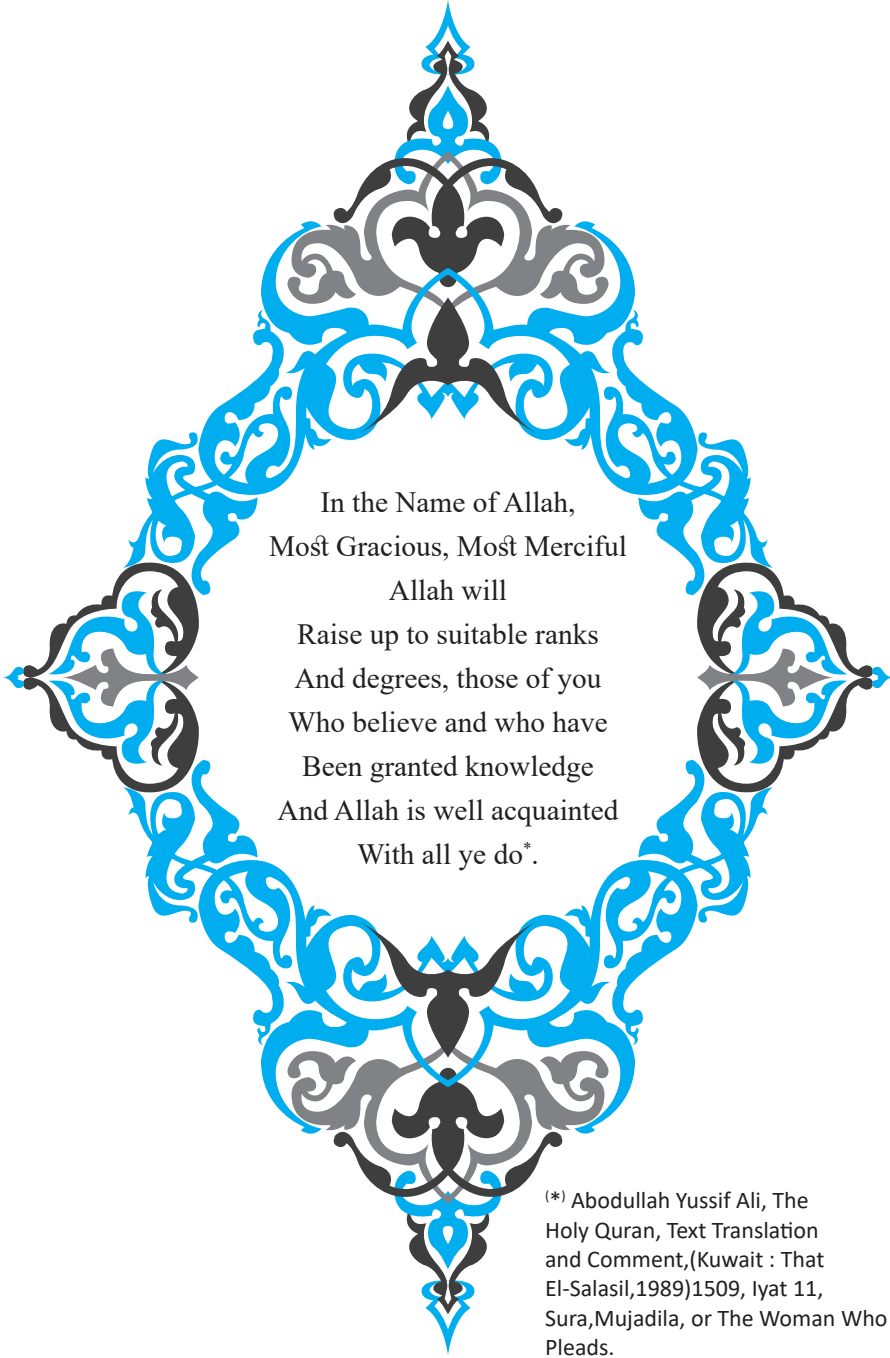 In the Name of Allah,
Most Gracious, Most Merciful
Allah will
Raise up to suitable ranks
And degrees, those of you
Who believe and who have
Been granted knowledge
And Allah is well acquainted
With all ye do*.
(*) Abodullah Yussif Ali, The
Holy Quran, Text Translation
and Comment,(Kuwait : That
El-Salasil,1989)1509, Iyat 11,
Sura,Mujadila, or The Woman Who
Pleads.